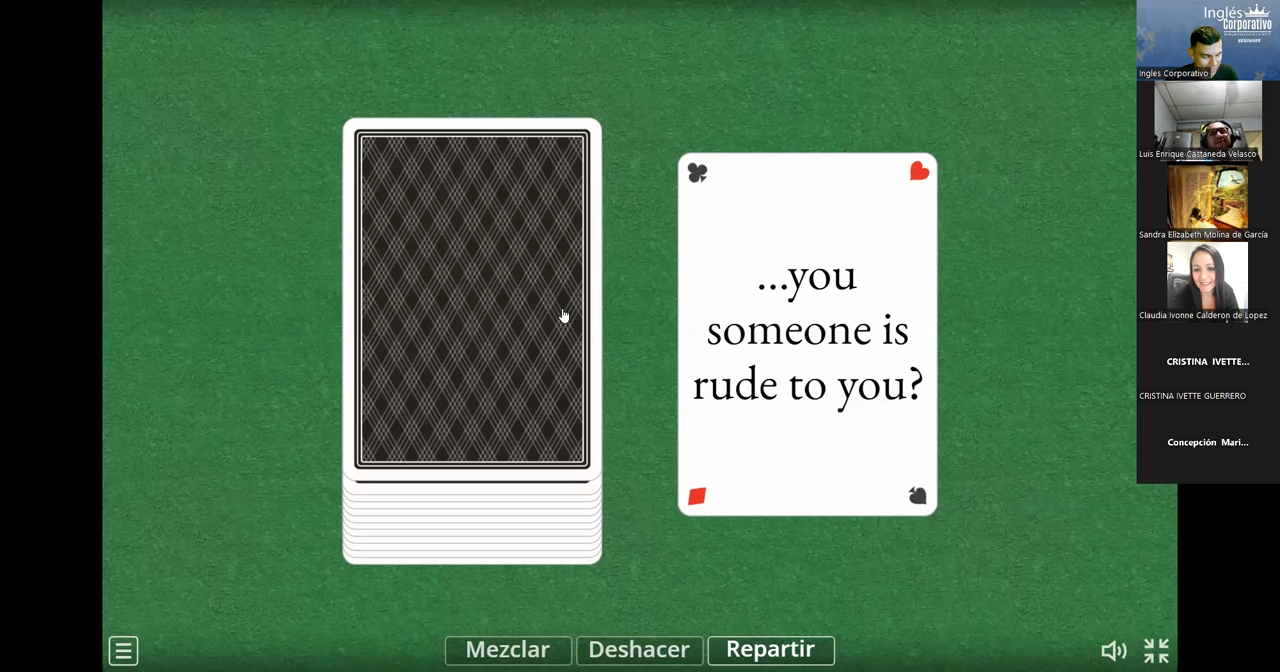 ...you
someone is
rude to you?
Mezclar
Deshacer
Repartir
Inglés
Corporativo
BEGINNER
Ingles Corporativo
Luis Enrique Castaneda Velasco
Sandra Elizabeth Molina de García
Claudia Ivonne Calderon de Lopez
CRISTINA IVETTE...
CRISTINA IVETTE GUERRERO
Concepción Mari...